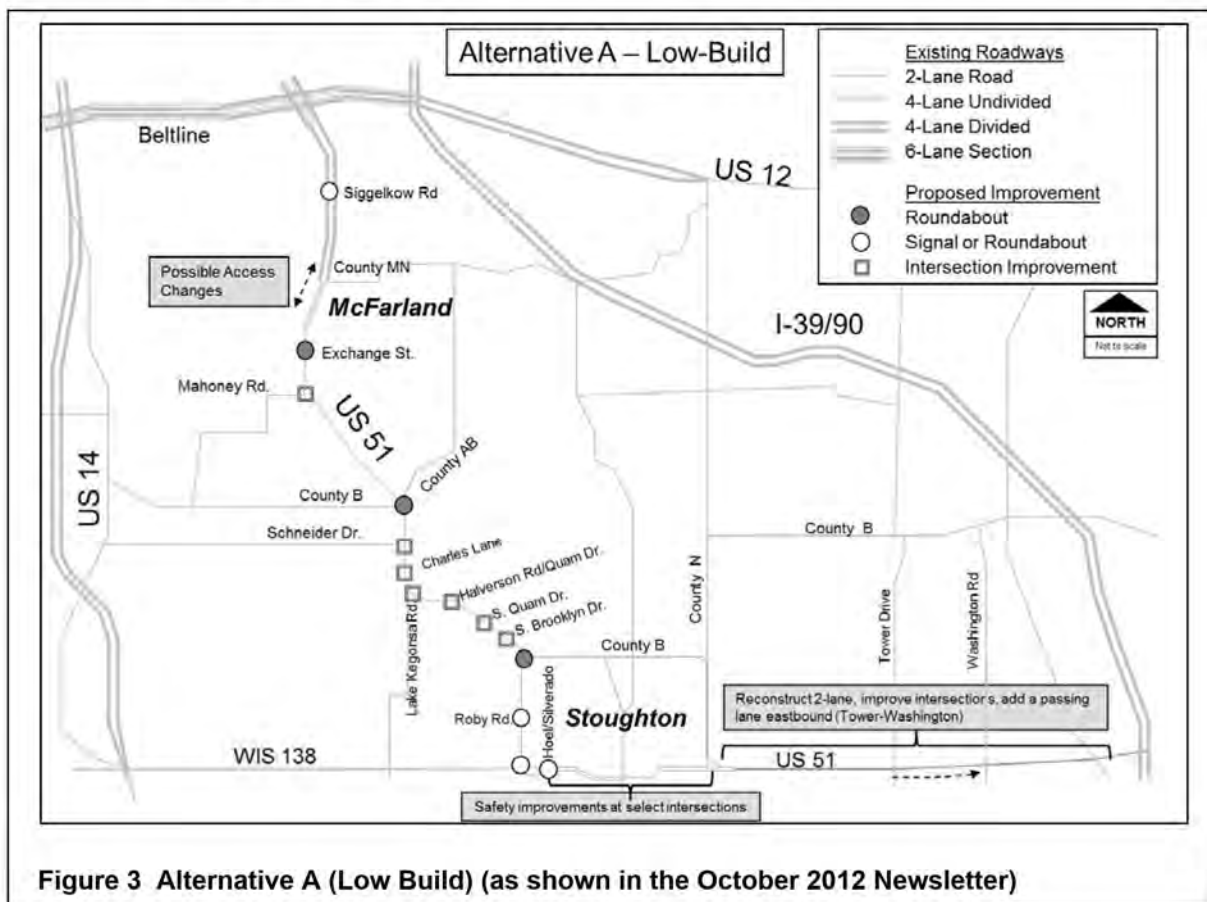 Alternative A – Low-Build
Existing Roadways
2-Lane Road
4-Lane Undivided
4-Lane Divided
6-Lane Section
Proposed Improvement
Roundabout
Signal or Roundabout
Intersection Improvement
NORTH
Not to scale
Beltline
US 12
Siggelkow Rd
Possible Access
Changes
County MN
McFarland
I-39/90
Exchange St.
Mahoney Rd.
US 51
US 14
County AB
County B
Schneider Dr.
County B
Charles Lane
Halverson Rd/Quam Dr.
S. Quam Dr.
S. Brooklyn Dr.
Lake Kegonsa Rd.
County N
Tower Drive
Washington Rd
County B
Hoel/Silverado
Roby Rd.
Stoughton
Reconstruct 2-lane, improve intersections, add a passing
lane eastbound (Tower-Washington)
WIS 138
US 51
Safety improvements at select intersections
Figure 3 Alternative A (Low Build) (as shown in the October 2012 Newsletter)